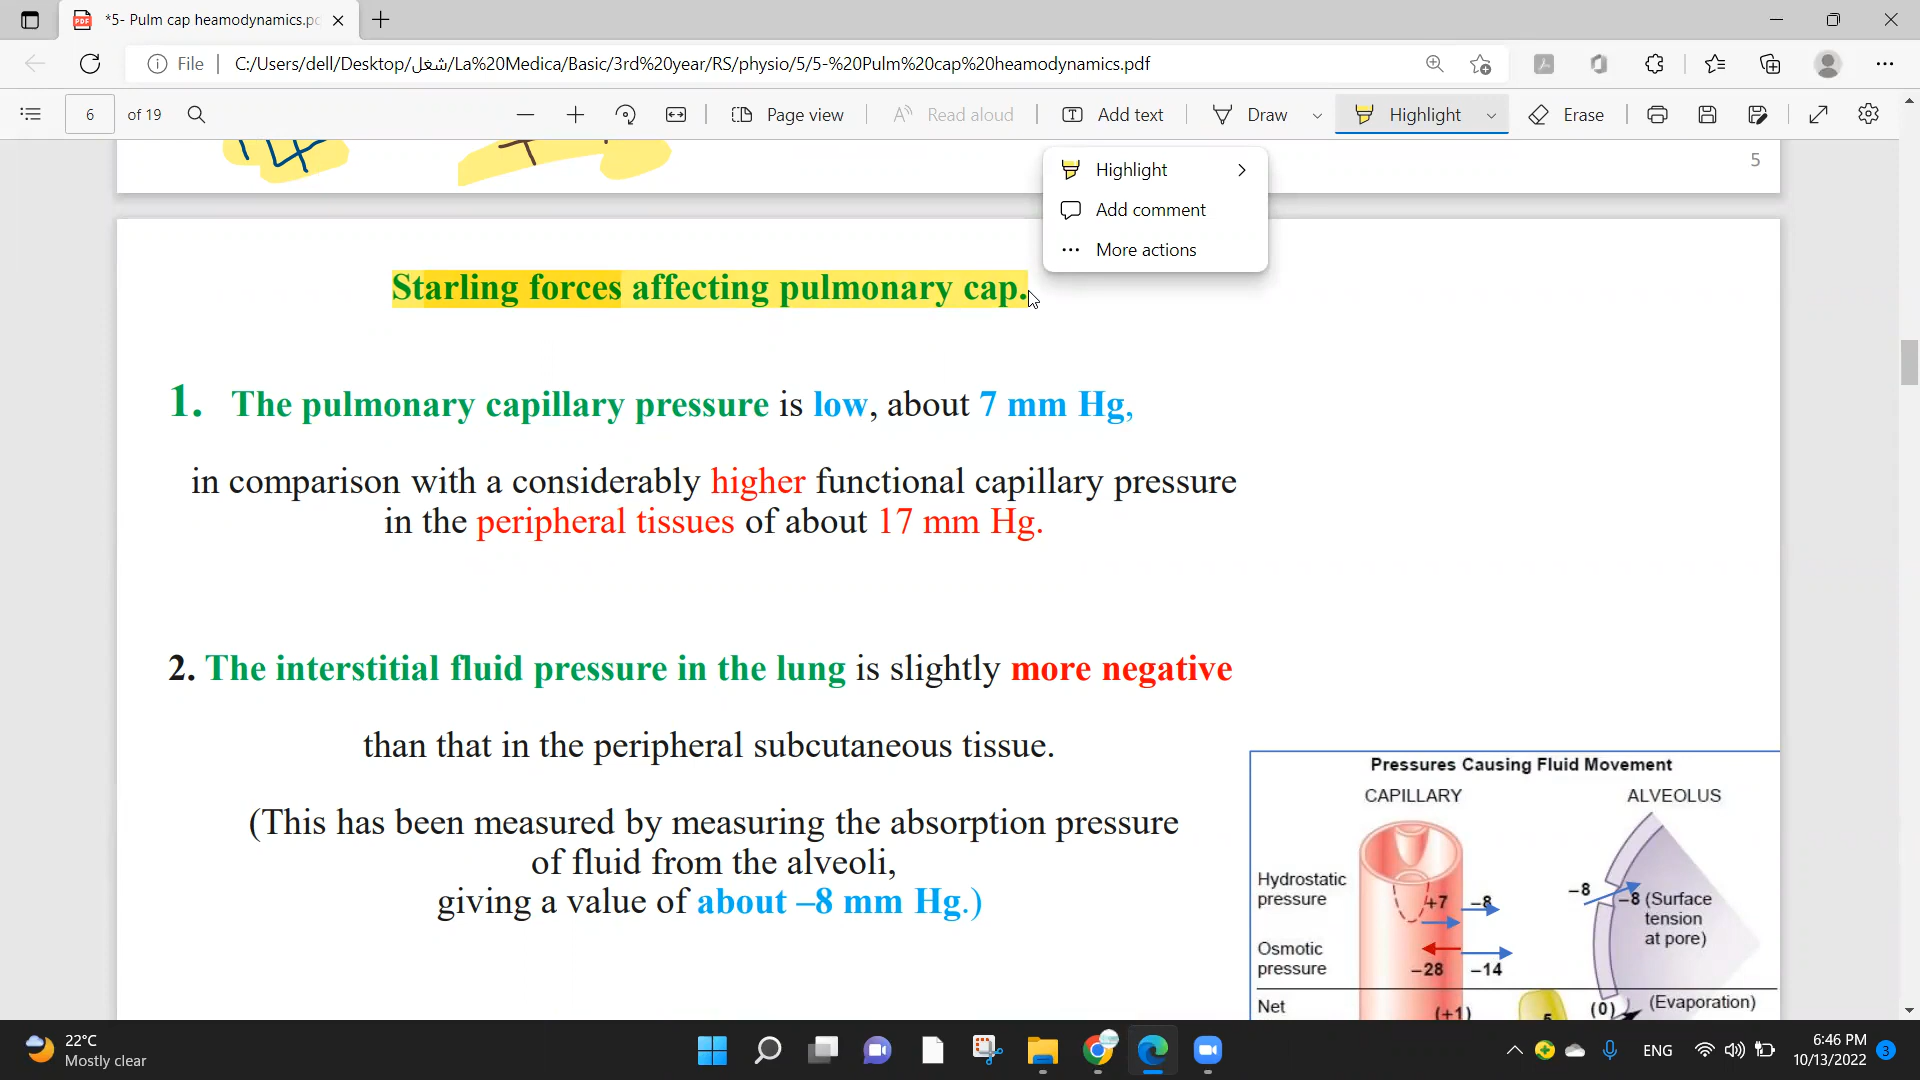 *5- Pulm cap heamodynamics.pd
File
C:/Users/dell/Desktop/شغل/La%20Medica/Basic/3rd%20year/RS/physio/5/5-%20Pulm%20cap%20heamodynamics.pdf
6 of 19
Page view
Read aloud
Add text
Draw
Highlight
Erase
5
Highlight
Add comment
More actions
Starling forces affecting pulmonary cap.
1. The pulmonary capillary pressure is low, about 7 mm Hg,
in comparison with a considerably higher functional capillary pressure
in the peripheral tissues of about 17 mm Hg.
2. The interstitial fluid pressure in the lung is slightly more negative
than that in the peripheral subcutaneous tissue.
(This has been measured by measuring the absorption pressure
of fluid from the alveoli,
giving a value of about –8 mm Hg.)
Pressures Causing Fluid Movement
CAPILLARY ALVEOLUS
Hydrostatic
pressure
+7 –8
–8
–8 (Surface
tension
at pore)
Osmotic
pressure
–28 –14
Net
(+1)
(0)
(Evaporation)
22°C
Mostly clear
ENG
6:46 PM
10/13/2022
3